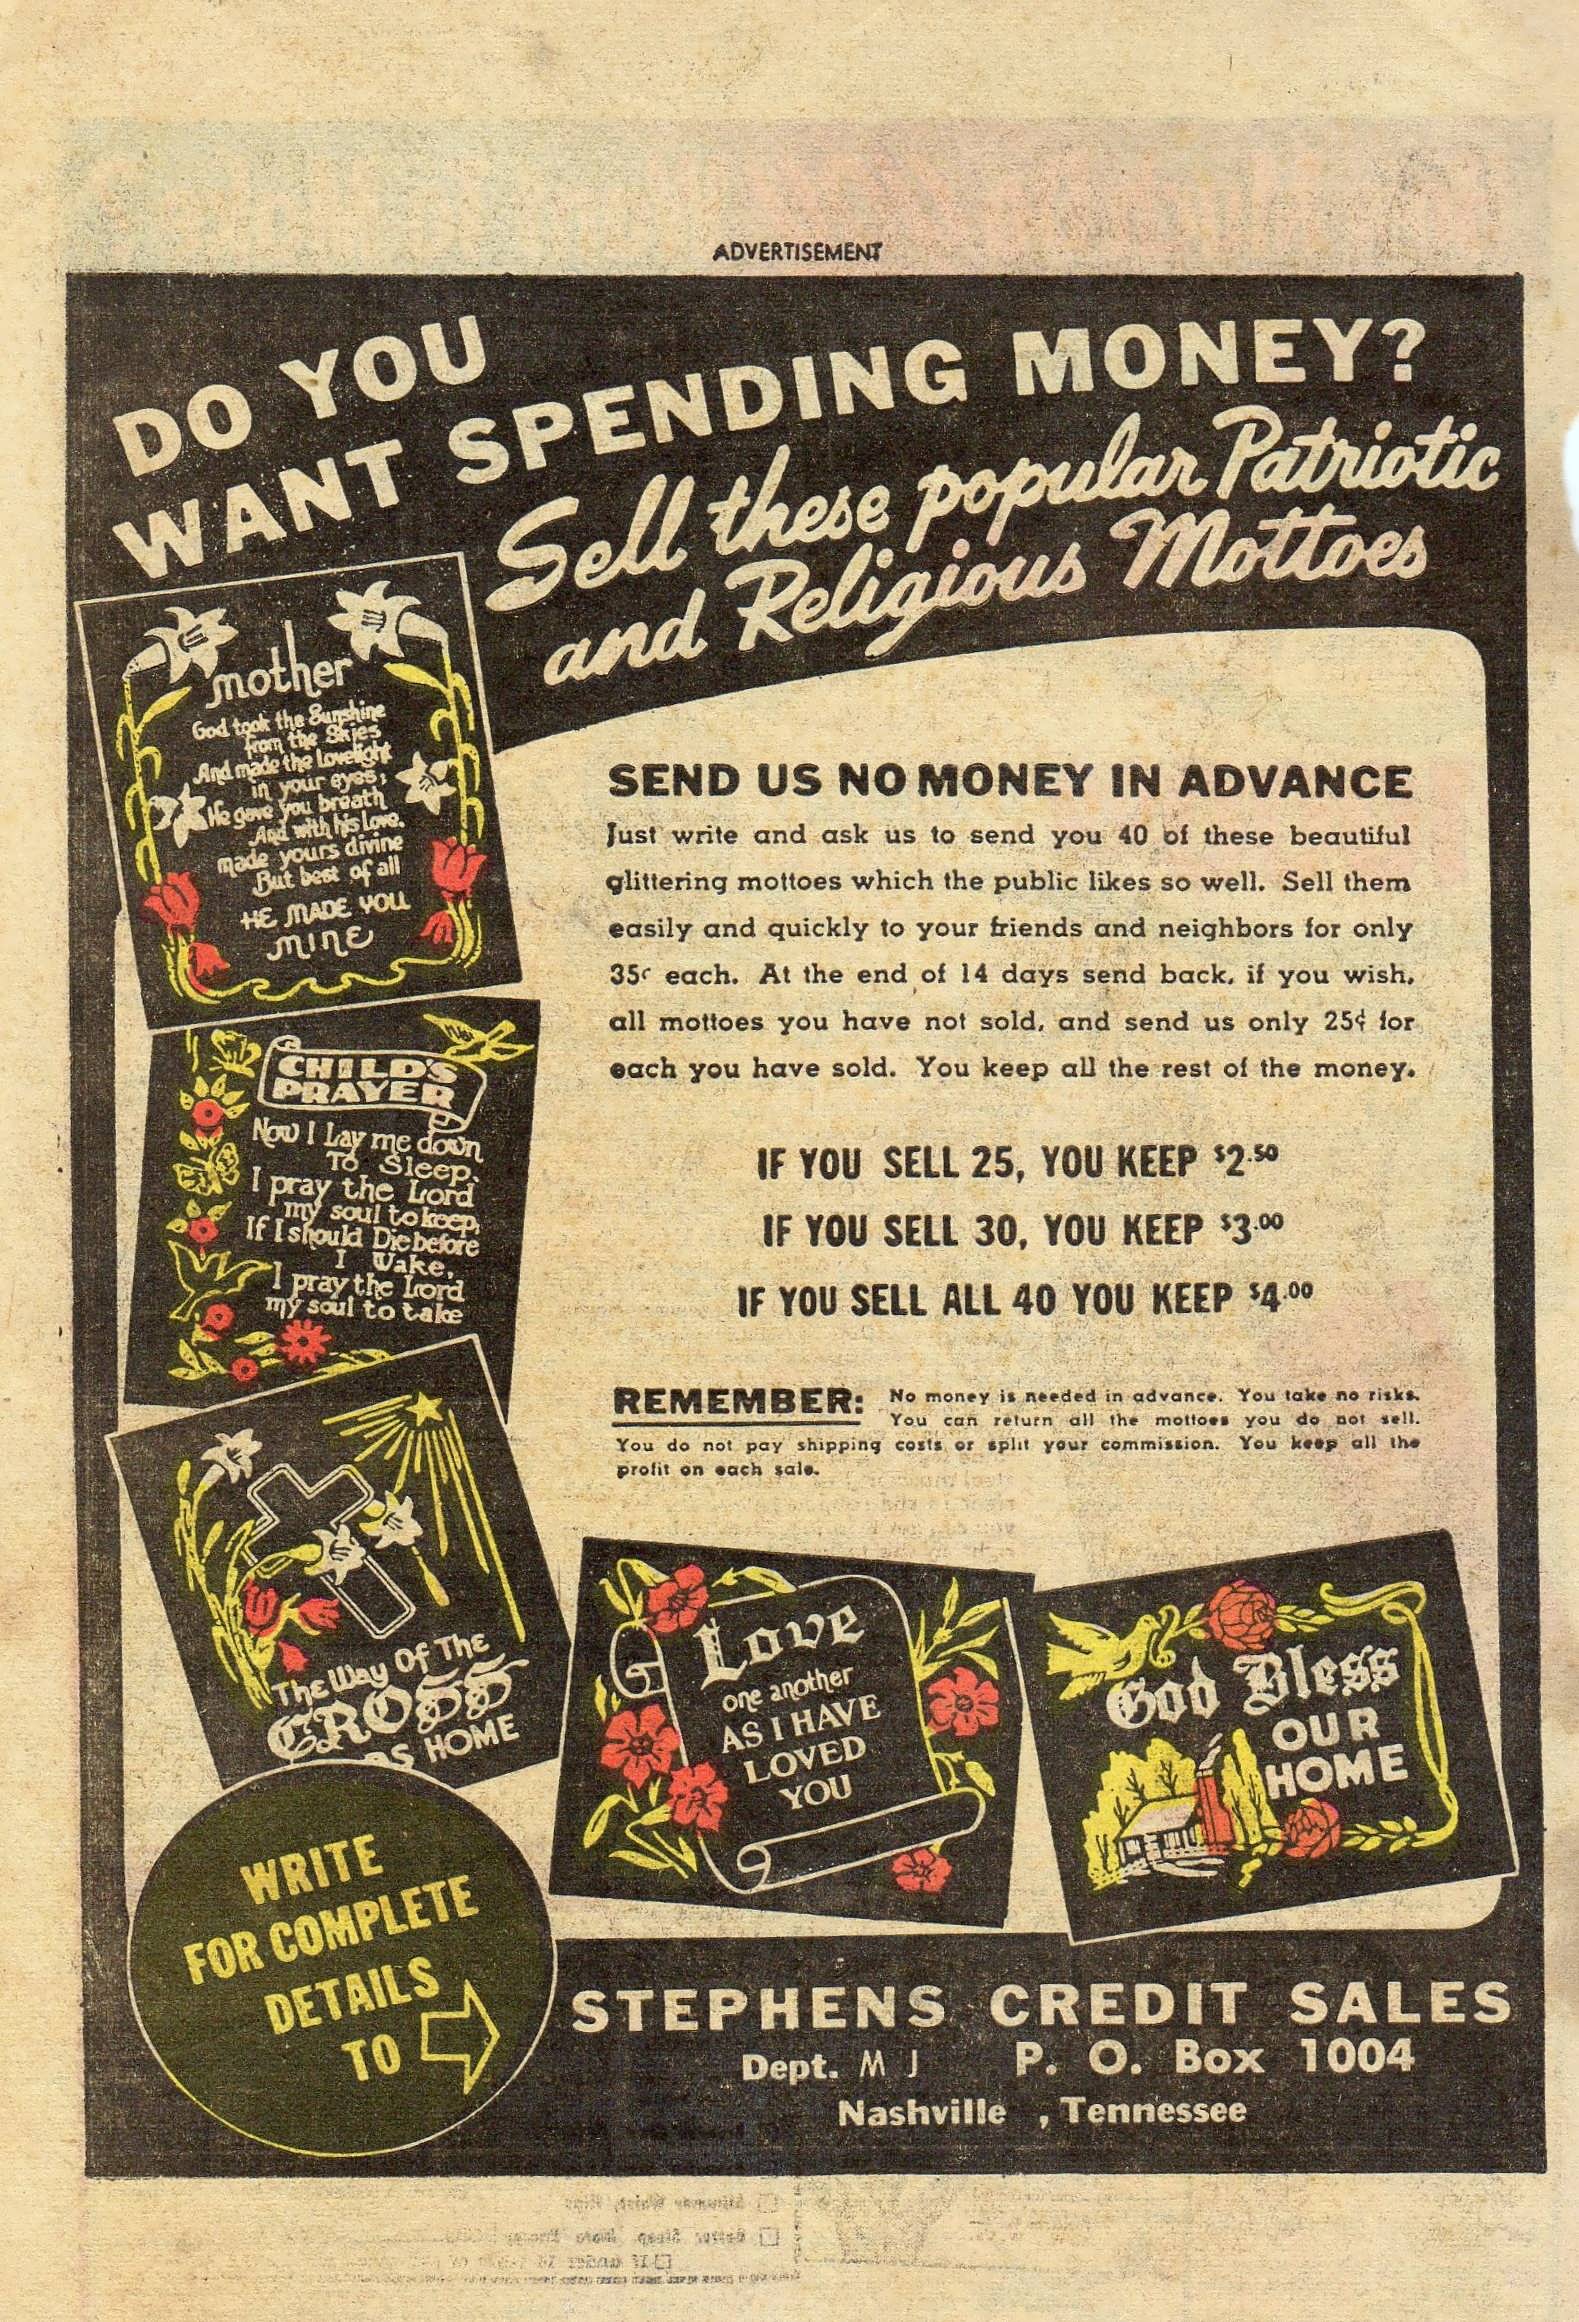 ADVERTISEMENT
DO YOU
WANT SPENDING MONEY?
Sell these popular Patriotic
and Religious Mottoes
mother
God took the Sunshine
from the Skies
And made the Lovelight
in your eyes;
He gave you breath
And with his Love.
made yours divine
But best of all
HE MADE YOU
MINE
CHILD'S
PRAYER
Now I Lay me down
To Sleep,
I pray the Lord
my soul to keep,
If I should Die before
I Wake,
I pray the Lord
my soul to take
The Way Of The
CROSS
HOME
SEND US NO MONEY IN ADVANCE
Just write and ask us to send you 40 of these beautiful
glittering mottoes which the public likes so well. Sell them
easily and quickly to your friends and neighbors for only
35¢ each. At the end of 14 days send back, if you wish,
all mottoes you have not sold, and send us only 25¢ for
each you have sold. You keep all the rest of the money.
IF YOU SELL 25, YOU KEEP $2.50
IF YOU SELL 30, YOU KEEP $3.00
IF YOU SELL ALL 40 YOU KEEP $4.00
REMEMBER: No money is needed in advance. You take no risks.
You can return all the mottoes you do not sell.
You do not pay shipping costs or split your commission. You keep all the
profit on each sale.
Love
one another
AS I HAVE
LOVED
YOU
God Bless
OUR
HOME
WRITE
FOR COMPLETE
DETAILS
TO
STEPHENS CREDIT SALES
Dept. M J P. O. Box 1004
Nashville , Tennessee